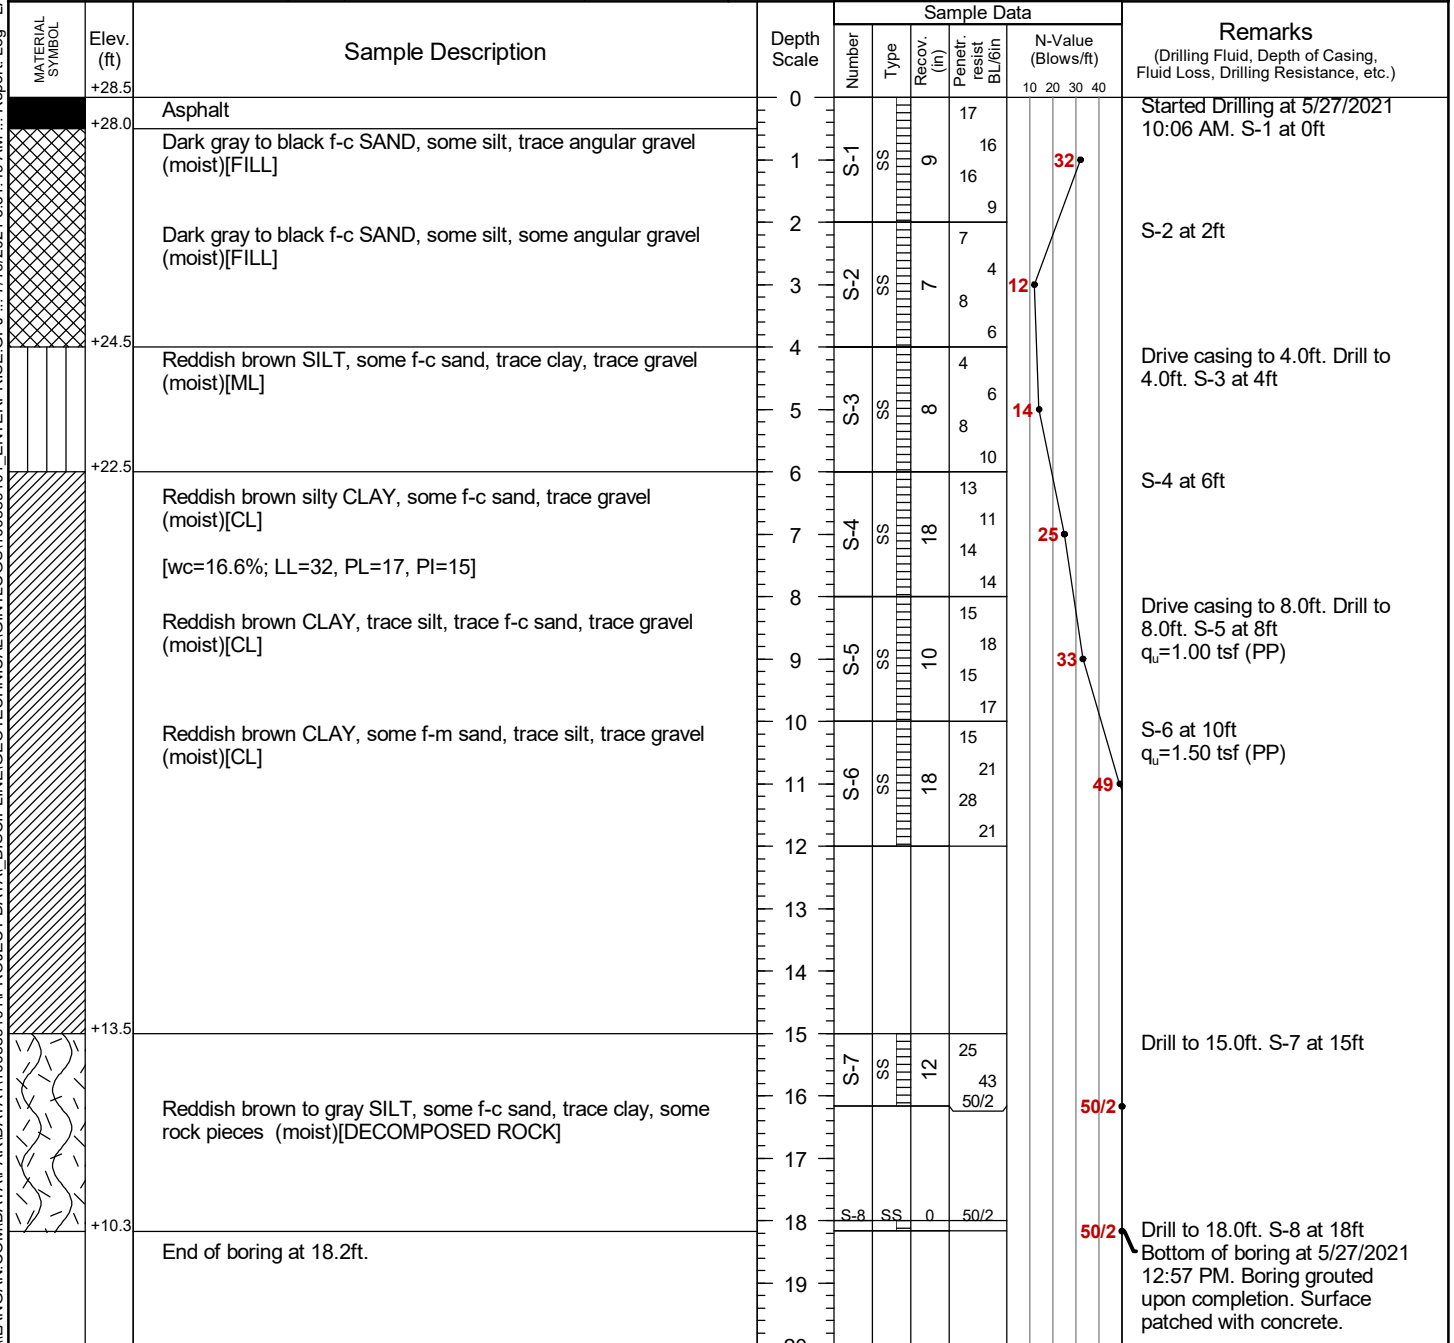 MATERIAL SYMBOL
Elev. (ft)
+28.5
Sample Description
Depth Scale
Sample Data
Number
Type
Recov. (in)
Penetr. resist BL/6in
N-Value (Blows/ft)
10 20 30 40
Remarks
(Drilling Fluid, Depth of Casing,
Fluid Loss, Drilling Resistance, etc.)
Asphalt
+28.0
Dark gray to black f-c SAND, some silt, trace angular gravel
(moist)[FILL]
Dark gray to black f-c SAND, some silt, some angular gravel
(moist)[FILL]
+24.5
Reddish brown SILT, some f-c sand, trace clay, trace gravel
(moist)[ML]
+22.5
Reddish brown silty CLAY, some f-c sand, trace gravel
(moist)[CL]
[wc=16.6%; LL=32, PL=17, PI=15]
Reddish brown CLAY, trace silt, trace f-c sand, trace gravel
(moist)[CL]
Reddish brown CLAY, some f-m sand, trace silt, trace gravel
(moist)[CL]
+13.5
Reddish brown to gray SILT, some f-c sand, trace clay, some
rock pieces (moist)[DECOMPOSED ROCK]
+10.3
End of boring at 18.2ft.
0
1
2
3
4
5
6
7
8
9
10
11
12
13
14
15
16
17
18
19
S-1 SS 9 17 16 16 9 32
S-2 SS 7 7 4 8 6 12
S-3 SS 8 4 6 8 10 14
S-4 SS 18 13 11 14 14 25
S-5 SS 10 15 18 15 17 33
S-6 SS 18 15 21 28 21 49
S-7 SS 12 25 43 50/2 50/2
S-8 SS 0 50/2 50/2
Started Drilling at 5/27/2021
10:06 AM. S-1 at 0ft
S-2 at 2ft
Drive casing to 4.0ft. Drill to
4.0ft. S-3 at 4ft
S-4 at 6ft
Drive casing to 8.0ft. Drill to
8.0ft. S-5 at 8ft
qu=1.00 tsf (PP)
S-6 at 10ft
qu=1.50 tsf (PP)
Drill to 15.0ft. S-7 at 15ft
Drill to 18.0ft. S-8 at 18ft
Bottom of boring at 5/27/2021
12:57 PM. Boring grouted
upon completion. Surface
patched with concrete.